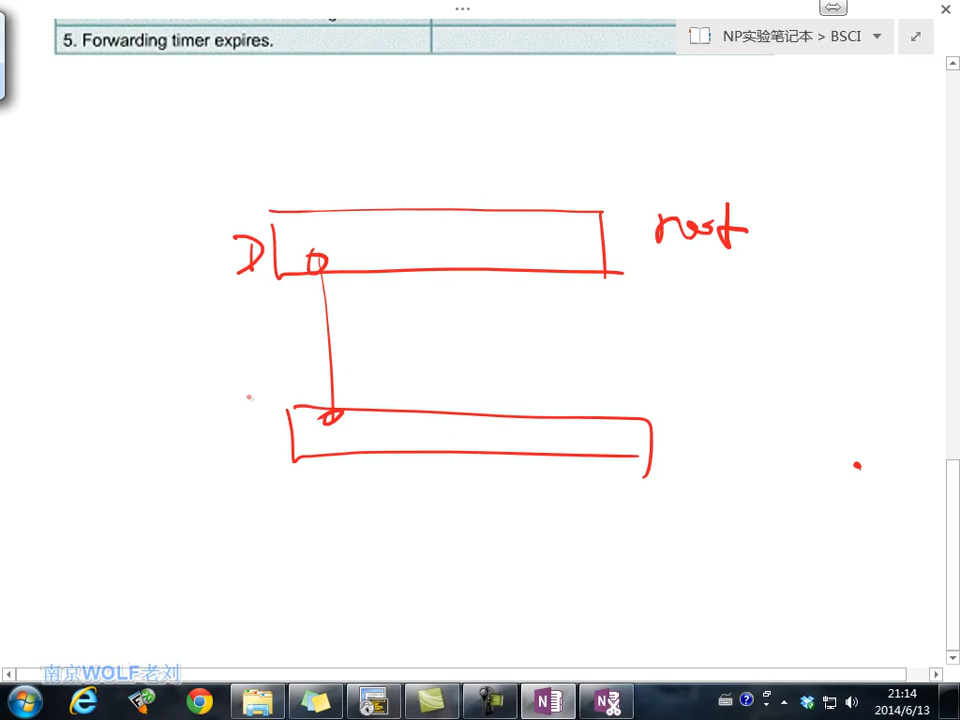 5. Forwarding timer expires.
NP实验笔记本 > BSCI
D
root
南京WOLF老刘
21:14
2014/6/13